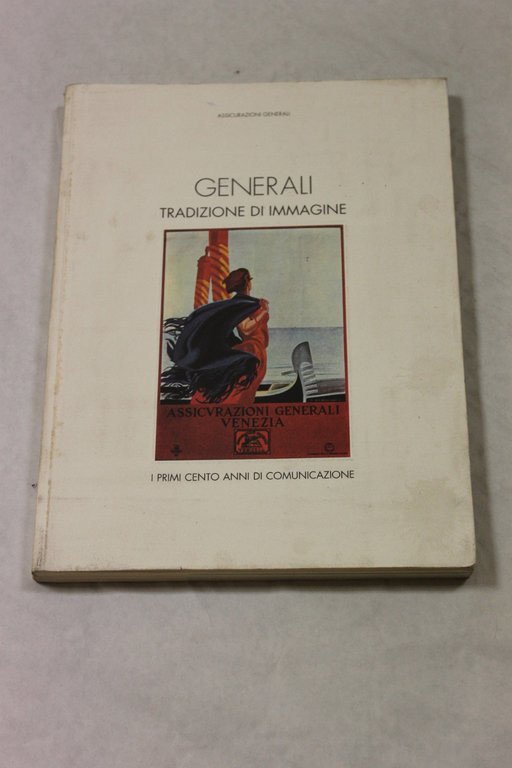 ASSICURAZIONI GENERALI
GENERALI
TRADIZIONE DI IMMAGINE
ASSICVRAZIONI GENERALI
VENEZIA
I PRIMI CENTO ANNI DI COMUNICAZIONE